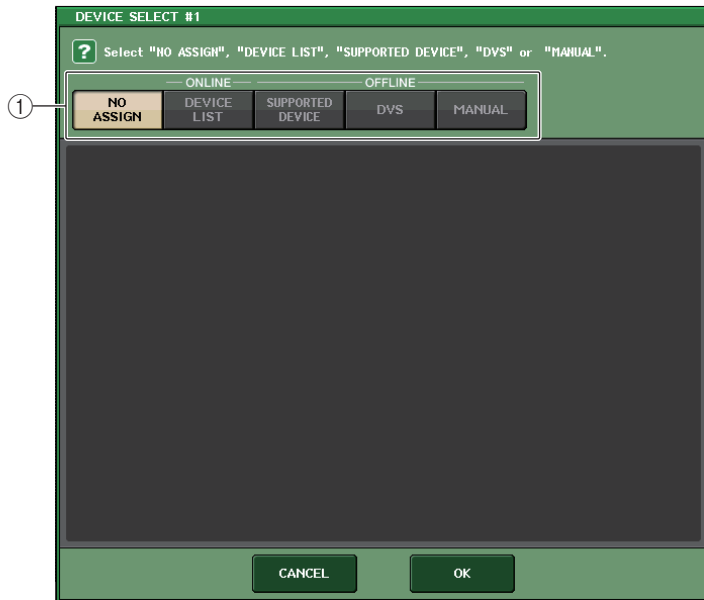 DEVICE SELECT #1
? Select "NO ASSIGN", "DEVICE LIST", "SUPPORTED DEVICE", "DVS" or "MANUAL".
ONLINE OFFLINE
①
NO ASSIGN
DEVICE LIST
SUPPORTED DEVICE
DVS
MANUAL
CANCEL OK